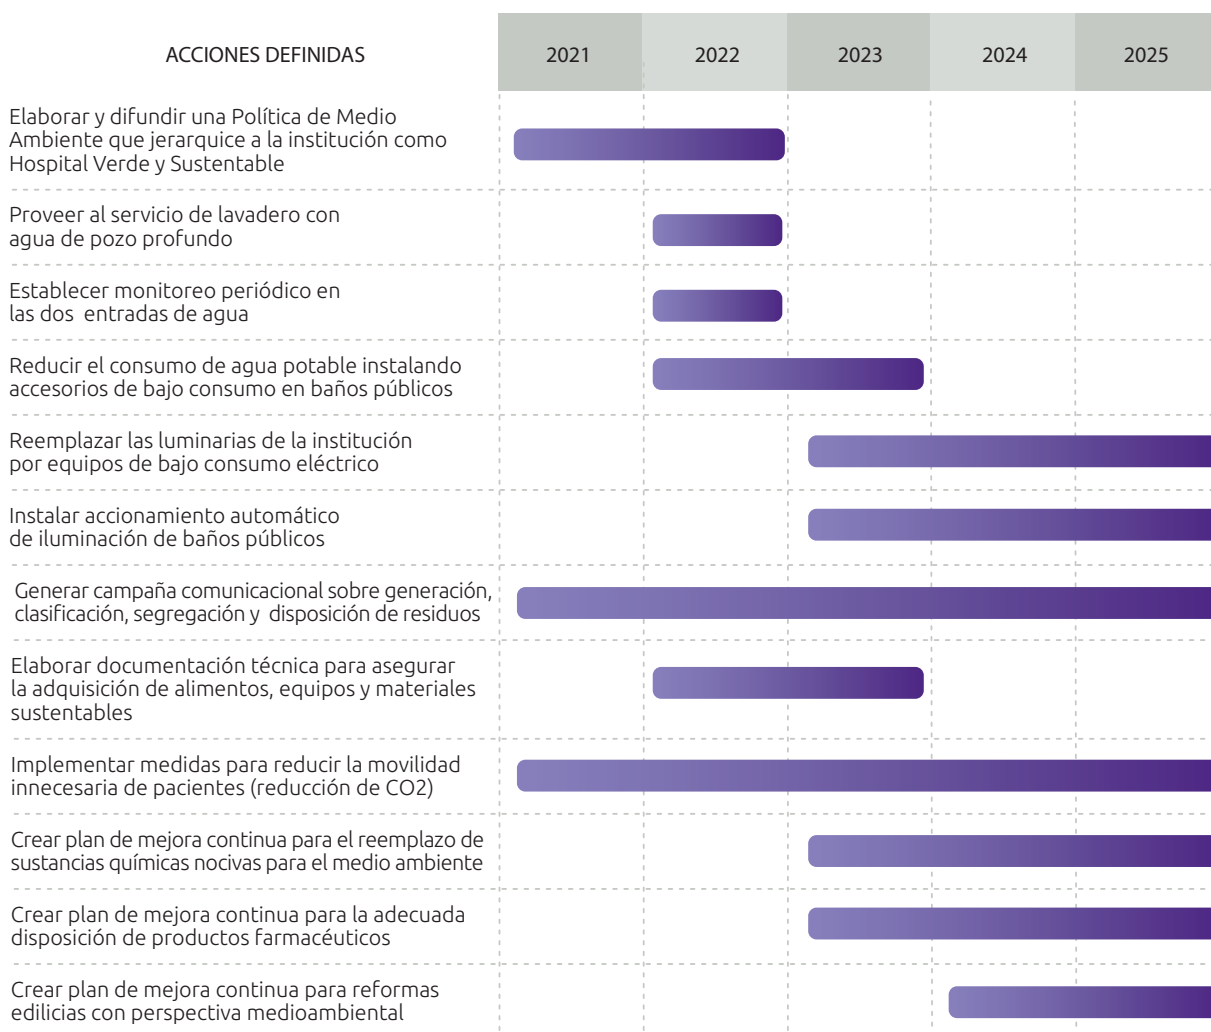 ACCIONES DEFINIDAS 2021 2022 2023 2024 2025
Elaborar y difundir una Política de Medio
Ambiente que jerarquice a la institución como
Hospital Verde y Sustentable
Proveer al servicio de lavadero con
agua de pozo profundo
Establecer monitoreo periódico en
las dos entradas de agua
Reducir el consumo de agua potable instalando
accesorios de bajo consumo en baños públicos
Reemplazar las luminarias de la institución
por equipos de bajo consumo eléctrico
Instalar accionamiento automático
de iluminación de baños públicos
Generar campaña comunicacional sobre generación,
clasificación, segregación y disposición de residuos
Elaborar documentación técnica para asegurar
la adquisición de alimentos, equipos y materiales
sustentables
Implementar medidas para reducir la movilidad
innecesaria de pacientes (reducción de CO2)
Crear plan de mejora continua para el reemplazo de
sustancias químicas nocivas para el medio ambiente
Crear plan de mejora continua para la adecuada
disposición de productos farmacéuticos
Crear plan de mejora continua para reformas
edilicias con perspectiva medioambiental